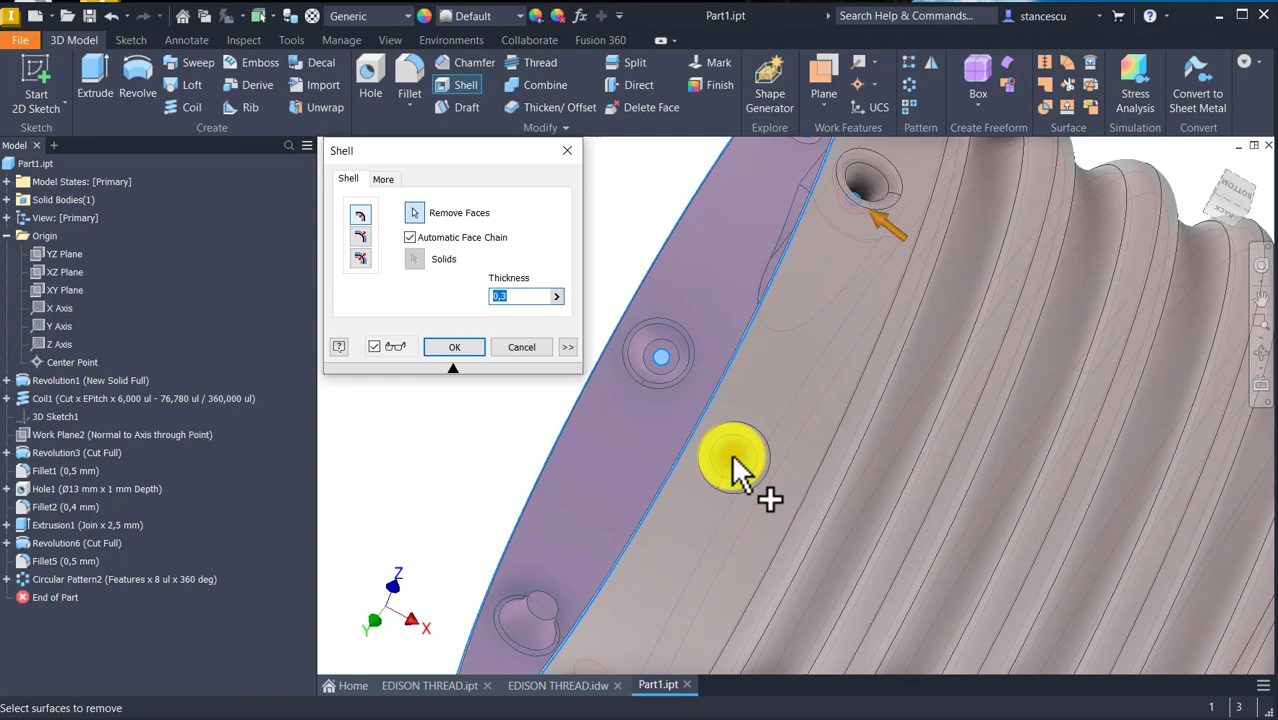 Generic
Default
Part1.ipt
Search Help & Commands...
stancescu
File
3D Model
Sketch
Annotate
Inspect
Tools
Manage
View
Environments
Collaborate
Fusion 360
Start
2D Sketch
Extrude
Revolve
Sweep
Emboss
Decal
Loft
Derive
Import
Coil
Rib
Unwrap
Hole
Fillet
Chamfer
Thread
Split
Shell
Combine
Direct
Draft
Thicken/ Offset
Delete Face
Mark
Finish
Shape
Generator
Plane
UCS
Box
Stress
Analysis
Convert to
Sheet Metal
Sketch
Create
Modify
Explore
Work Features
Pattern
Create Freeform
Surface
Simulation
Convert
Model
Part1.ipt
Model States: [Primary]
Solid Bodies(1)
View: [Primary]
Origin
YZ Plane
XZ Plane
XY Plane
X Axis
Y Axis
Z Axis
Center Point
Revolution1 (New Solid Full)
Coil1 (Cut x EPitch x 6,000 ul - 76,780 ul / 360,000 ul)
3D Sketch1
Work Plane2 (Normal to Axis through Point)
Revolution3 (Cut Full)
Fillet1 (0,5 mm)
Hole1 (Ø13 mm x 1 mm Depth)
Fillet2 (0,4 mm)
Extrusion1 (Join x 2,5 mm)
Revolution6 (Cut Full)
Fillet5 (0,5 mm)
Circular Pattern2 (Features x 8 ul x 360 deg)
End of Part
Shell
Shell
More
Remove Faces
Automatic Face Chain
Solids
Thickness
0,3
OK
Cancel
>>
BOTTOM
BACK
Z
Y
X
Home
EDISON THREAD.ipt
EDISON THREAD.idw
Part1.ipt
Select surfaces to remove
1
3